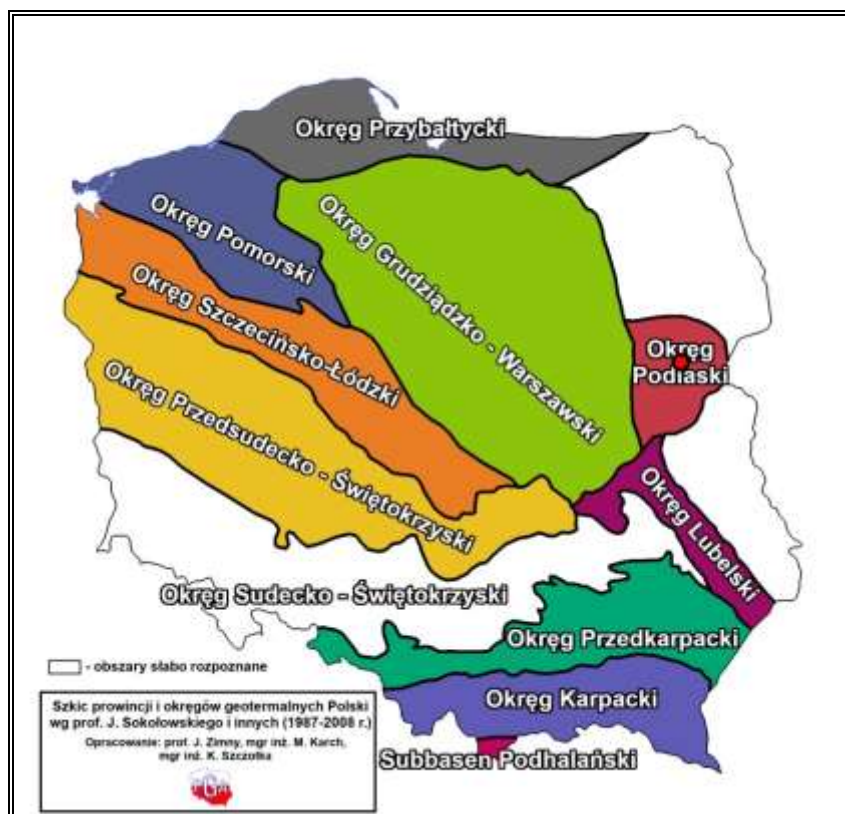 Okręg Przybałtycki
Okręg Pomorski
Okręg Grudziądzko - Warszawski
Okręg Szczecińsko-Łódzki
Okręg
Podlaski
Okręg Przedsudecko - Świętokrzyski
Okręg Lubelski
Okręg Sudecko - Świętokrzyski
Okręg Przedkarpacki
- obszary słabo rozpoznane
Okręg Karpacki
Szkic prowincji i okręgów geotermalnych Polski
wg prof. J. Sokołowskiego i innych (1987-2008 r.)
Opracowanie: prof. J. Zimny, mgr inż. M. Karch,
mgr inż. K. Szczotka
Subbasen Podhalański